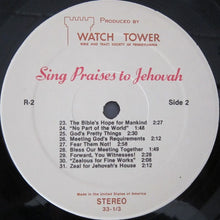 PRODUCED BY
WATCH TOWER
BIBLE AND TRACT SOCIETY OF PENNSYLVANIA
Sing Praises to Jehovah
R-2
Side 2
23. The Bible's Hope for Mankind 2:27
24. "No Part of the World" 1:48
25. God's Pretty Things 2:30
26. Meeting God's Requirements 2:12
27. Fear Them Not! 2:58
28. Bless Our Meeting Together 1:49
29. Forward, You Witnesses! 2:39
30. "Zealous for Fine Works" 2:21
31. Zeal for Jehovah's House 2:12
Made in the United States of America
STEREO
33-1/3